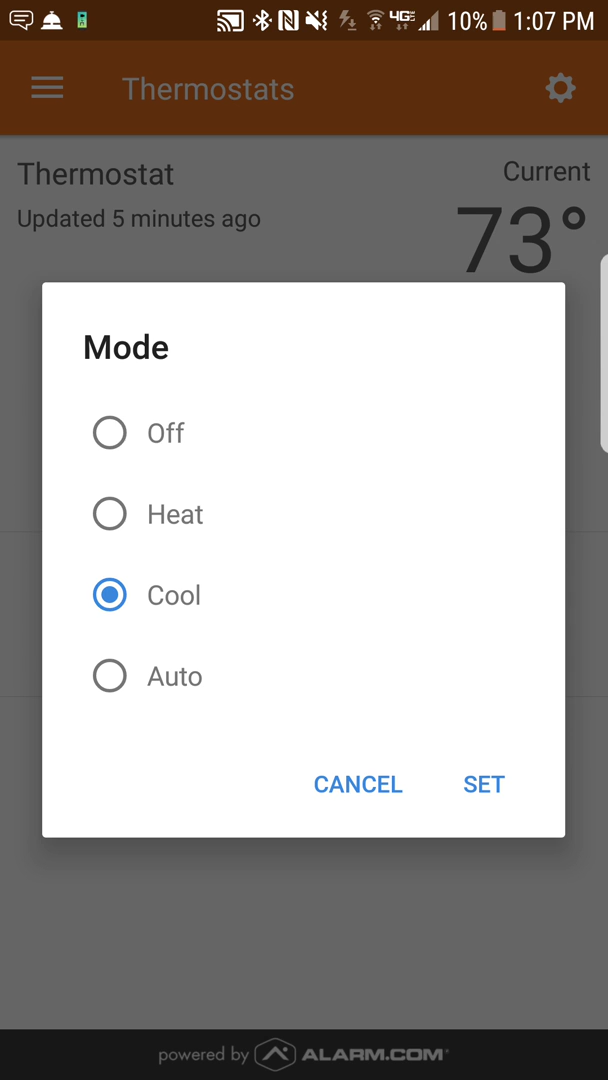 4G 10% 1:07 PM
Thermostats
Thermostat
Current
Updated 5 minutes ago
73°
Mode
Off
Heat
Cool
Auto
CANCEL SET
powered by ALARM.COM